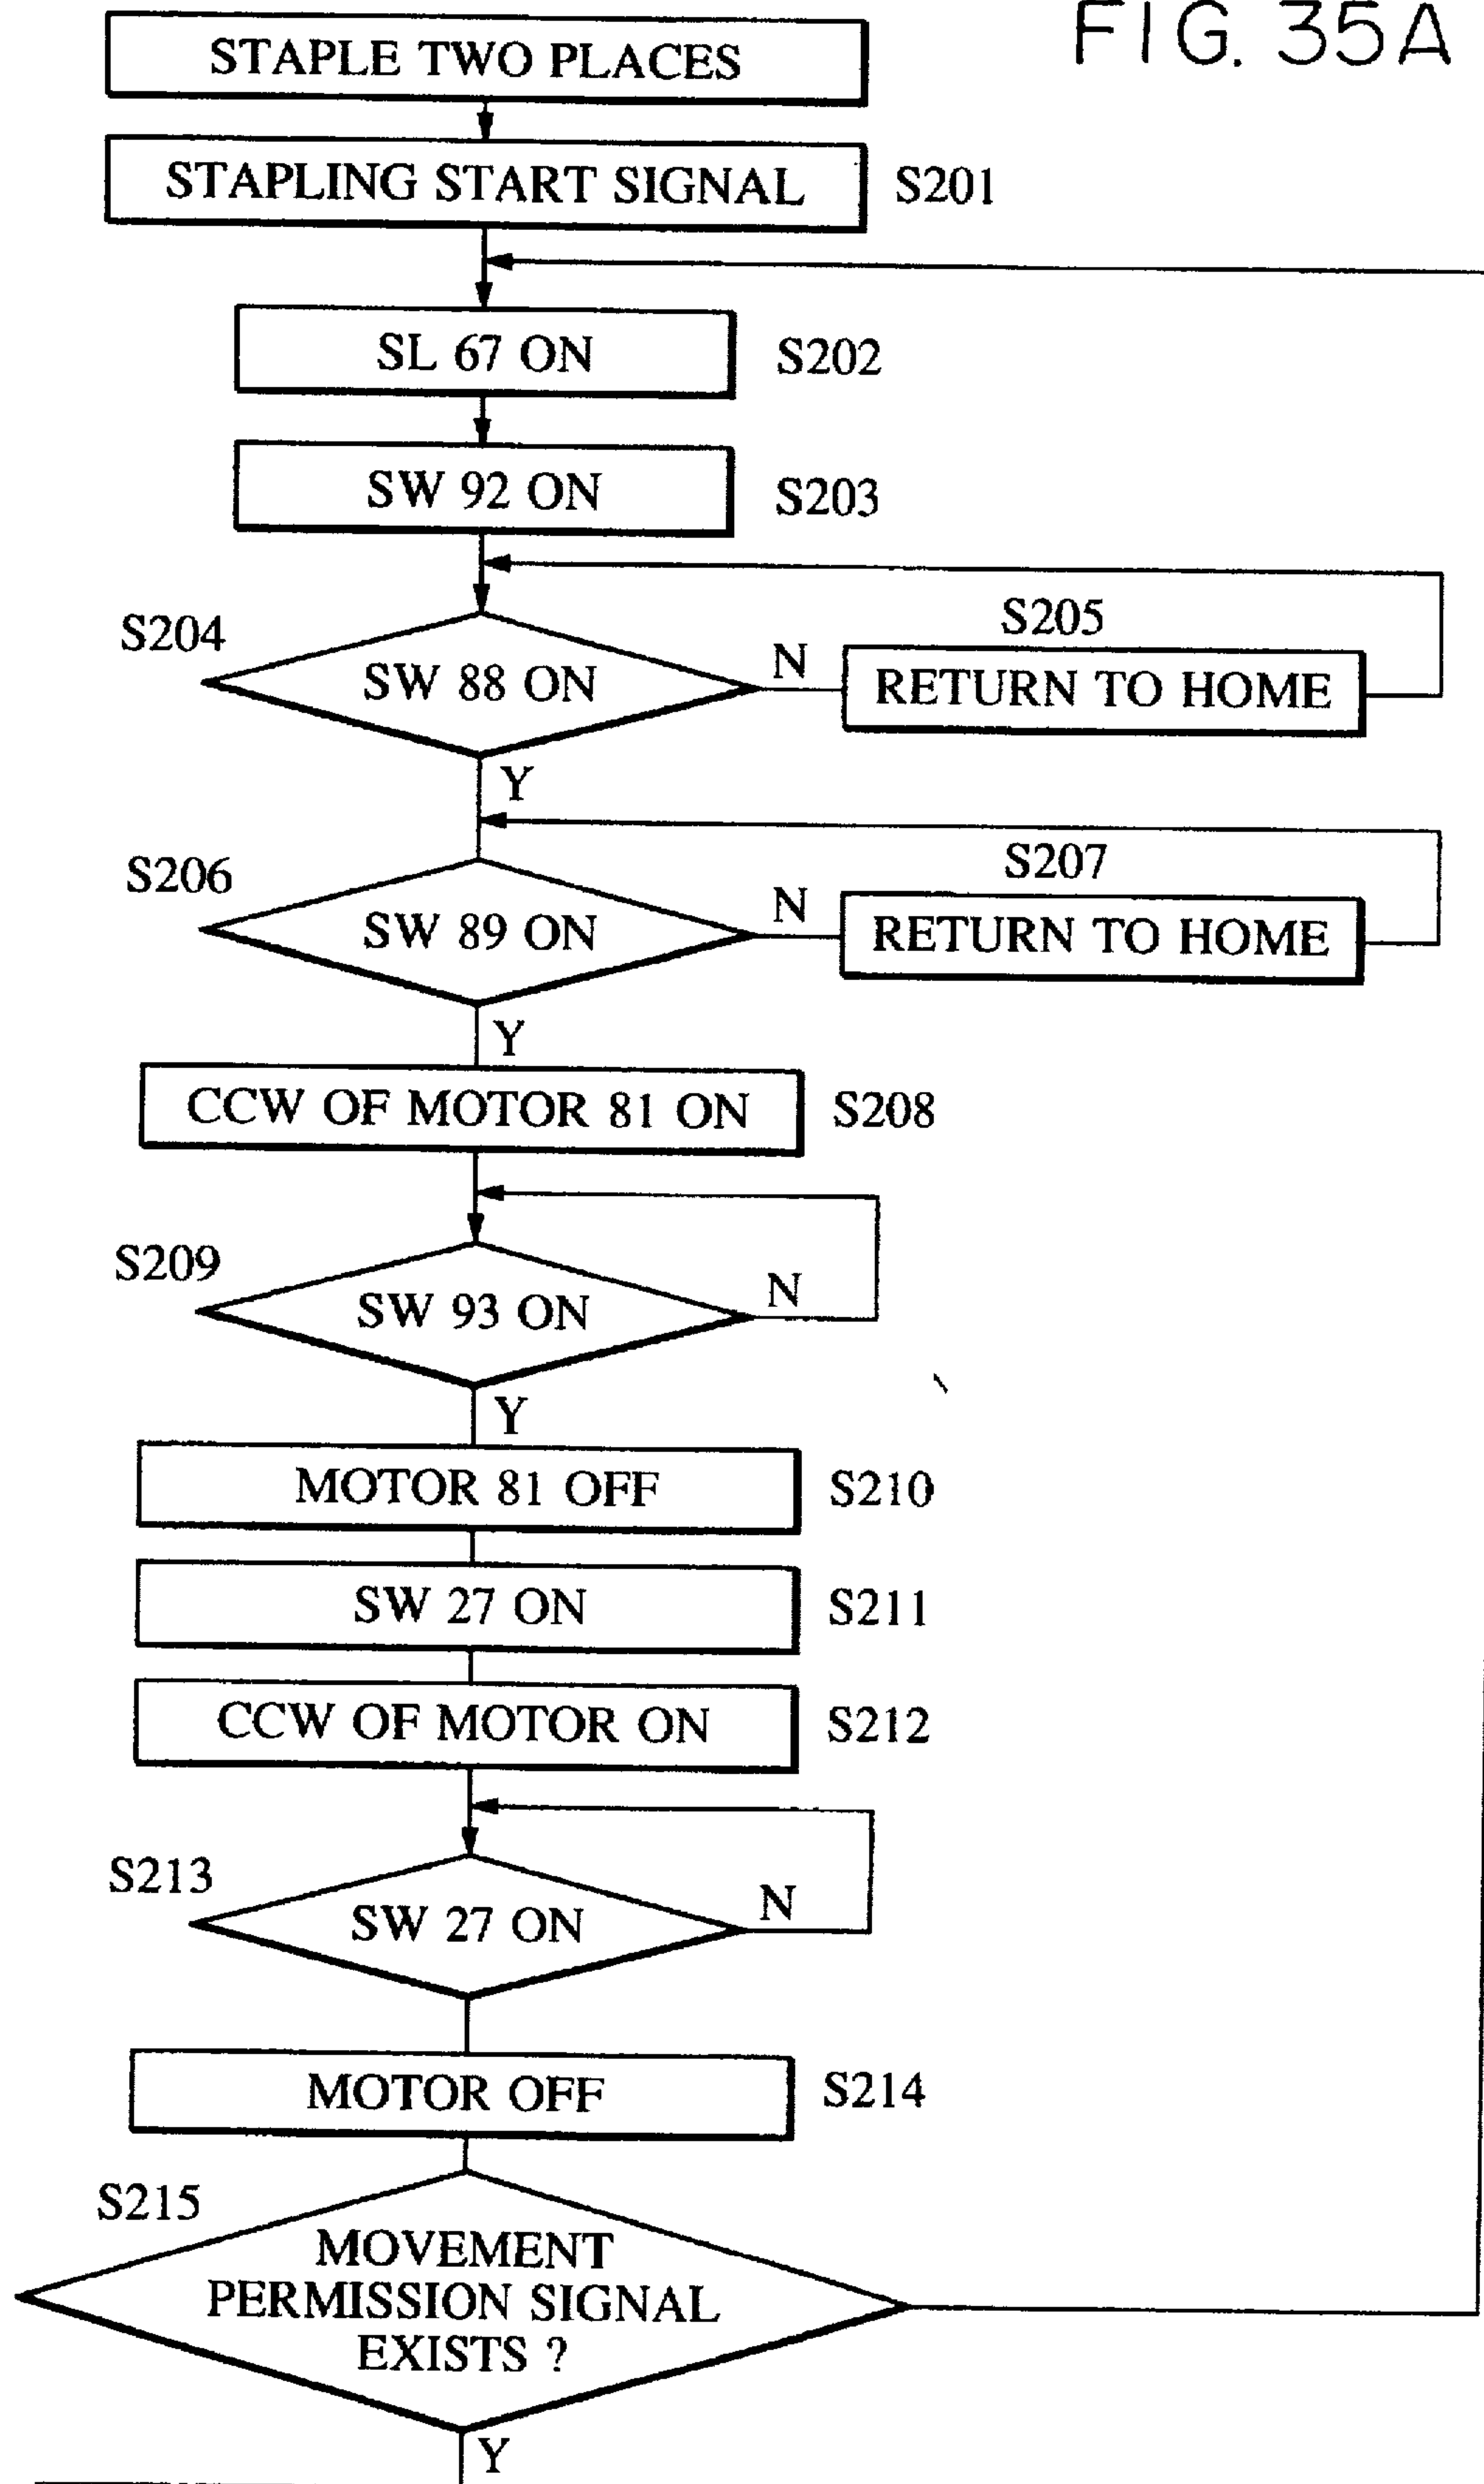 FIG. 35A
STAPLE TWO PLACES
STAPLING START SIGNAL
S201
SL 67 ON
S202
SW 92 ON
S203
S204
SW 88 ON
N
S205
RETURN TO HOME
Y
S206
SW 89 ON
N
S207
RETURN TO HOME
Y
CCW OF MOTOR 81 ON
S208
S209
SW 93 ON
N
Y
MOTOR 81 OFF
S210
SW 27 ON
S211
CCW OF MOTOR ON
S212
S213
SW 27 ON
N
MOTOR OFF
S214
S215
MOVEMENT
PERMISSION SIGNAL
EXISTS ?
Y